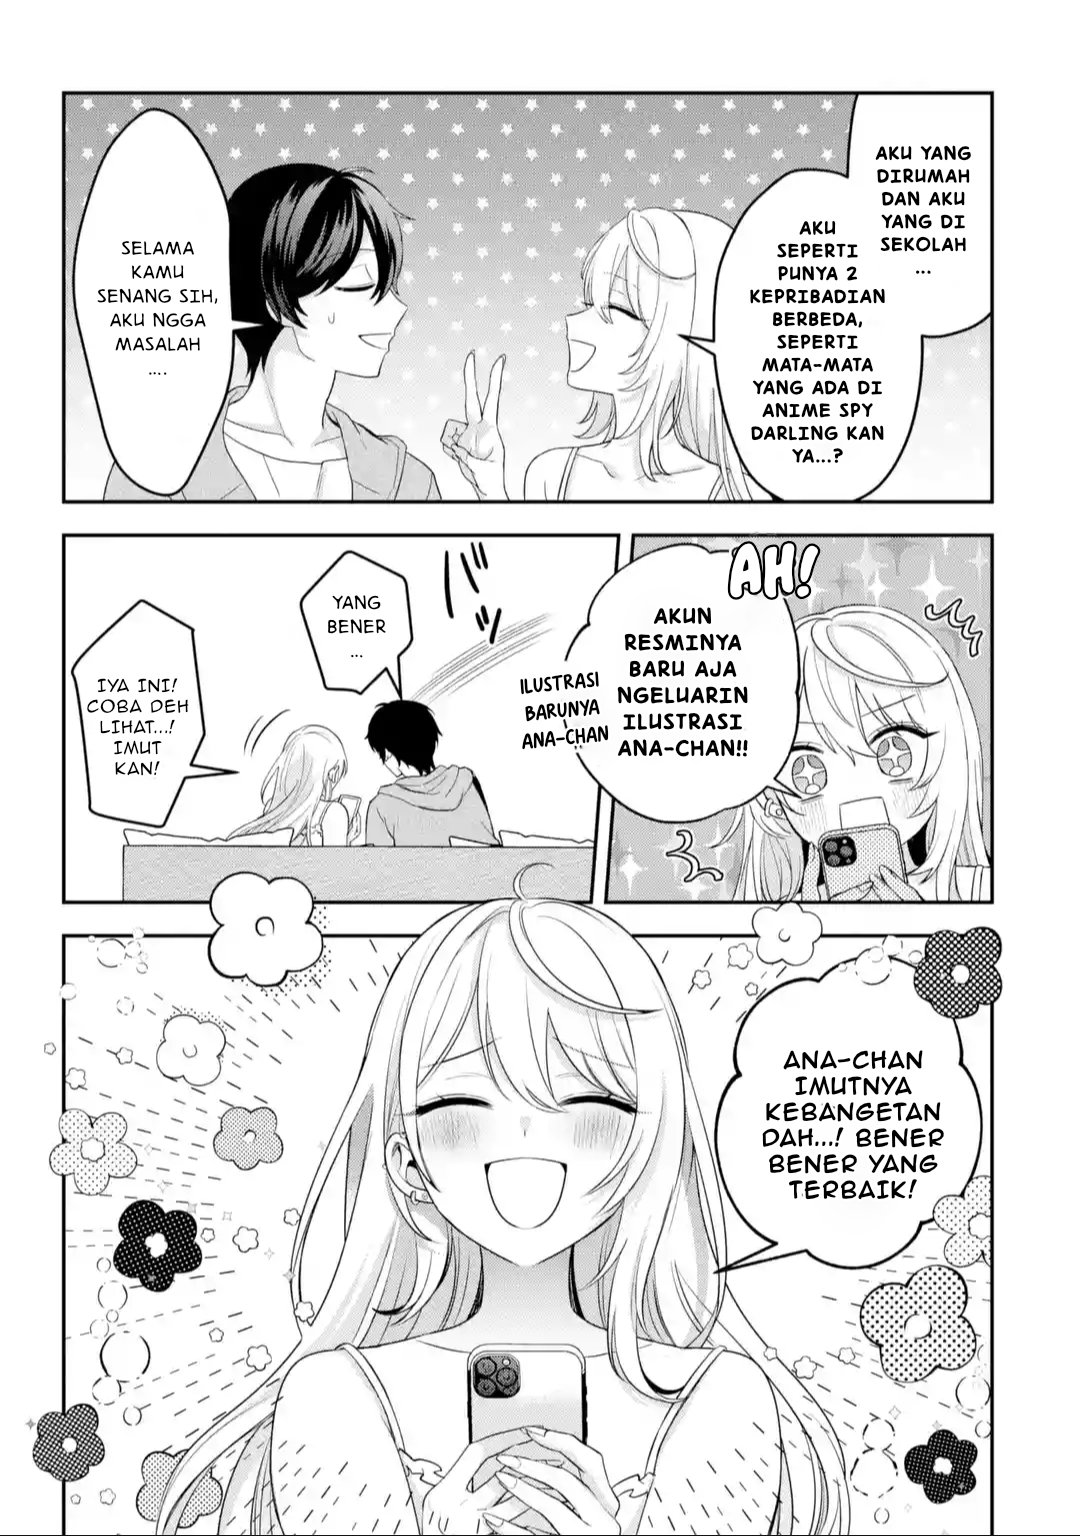 AKU YANG
DIRUMAH
DAN AKU
YANG DI
SEKOLAH
...
AKU
SEPERTI
PUNYA 2
KEPRIBADIAN
BERBEDA,
SEPERTI
MATA-MATA
YANG ADA DI
ANIME SPY
DARLING KAN
YA...?
SELAMA
KAMU
SENANG SIH,
AKU NGGA
MASALAH
....
AH!
AKUN
RESMINYA
BARU AJA
NGELUARIN
ILUSTRASI
ANA-CHAN!!
ILUSTRASI
BARUNYA
ANA-CHAN
YANG
BENER
...
IYA INI!
COBA DEH
LIHAT...!
IMUT
KAN!
ANA-CHAN
IMUTNYA
KEBANGETAN
DAH...! BENER
BENER YANG
TERBAIK!